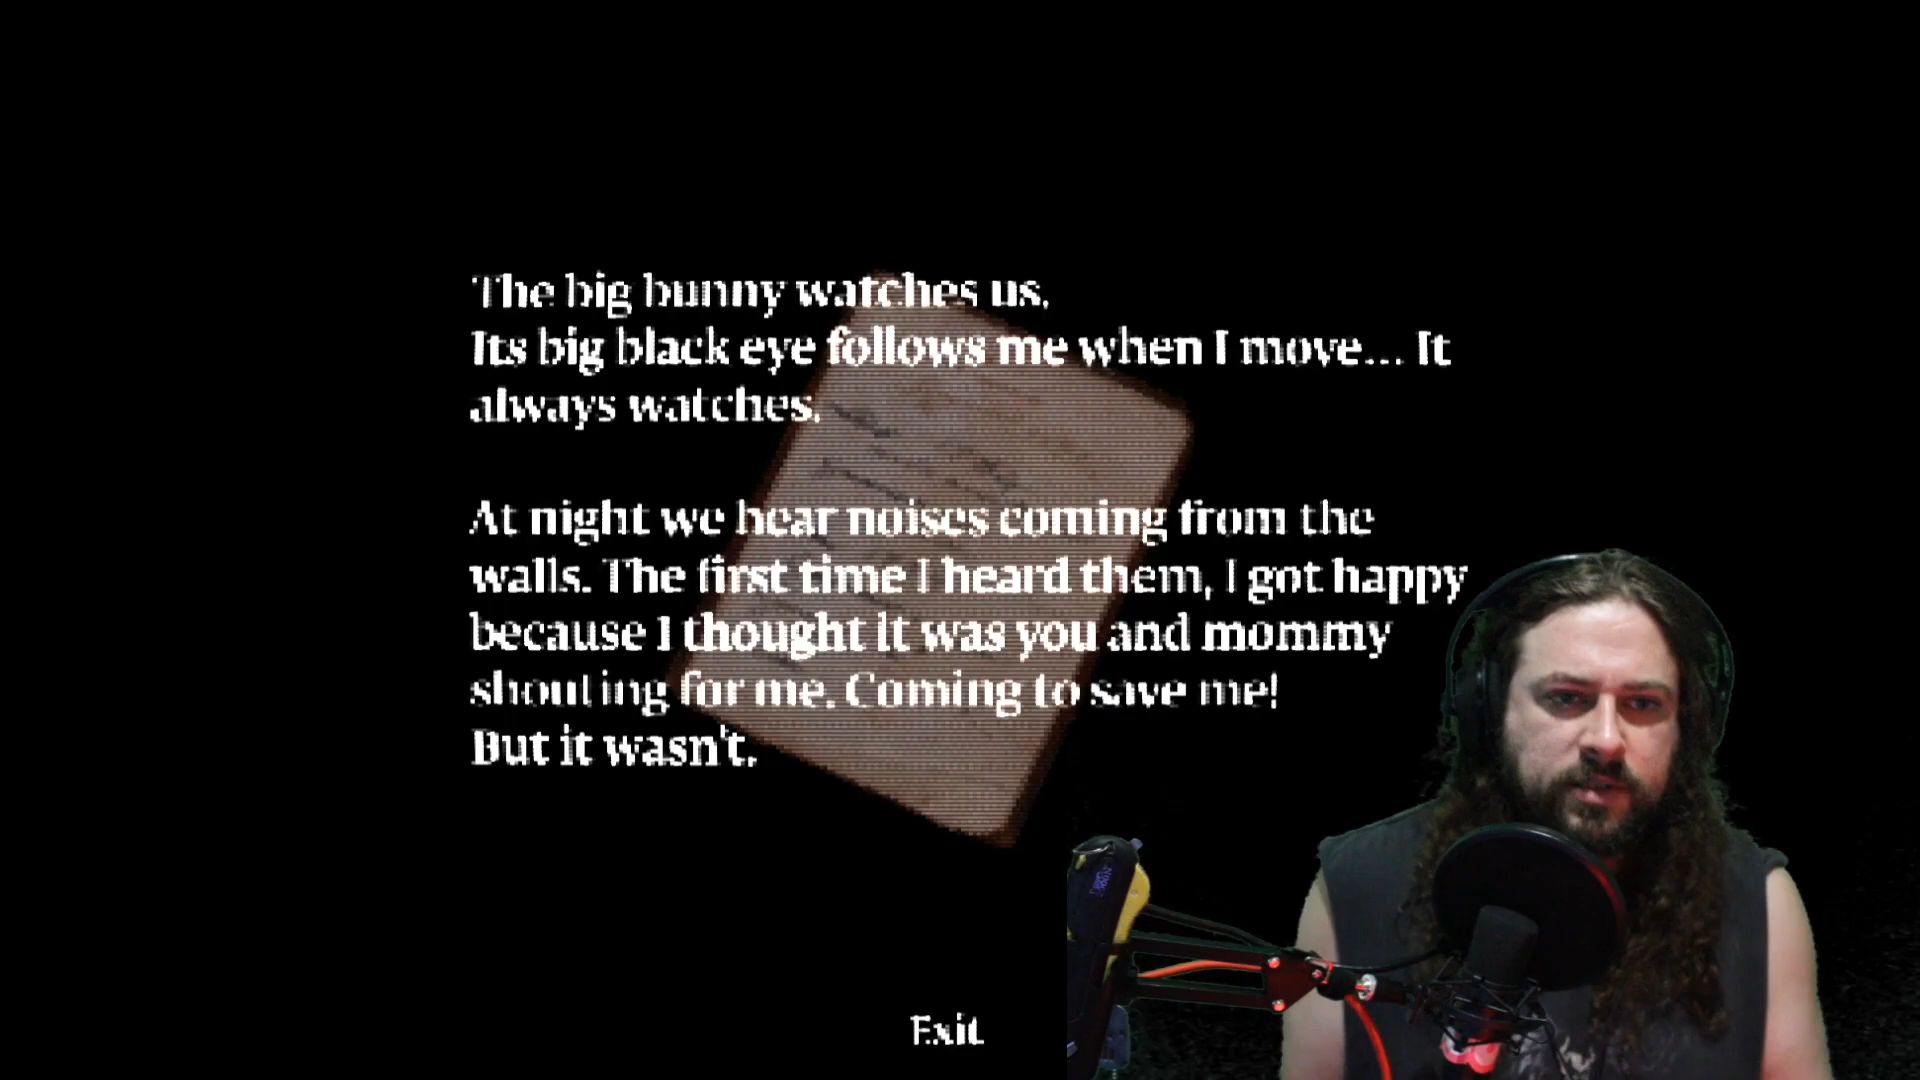 The big bunny watches us.
Its big black eye follows me when I move... It
always watches.
At night we hear noises coming from the
walls. The first time I heard them, I got happy
because I thought it was you and mommy
shouting for me. Coming to save me!
But it wasn't.
Exit